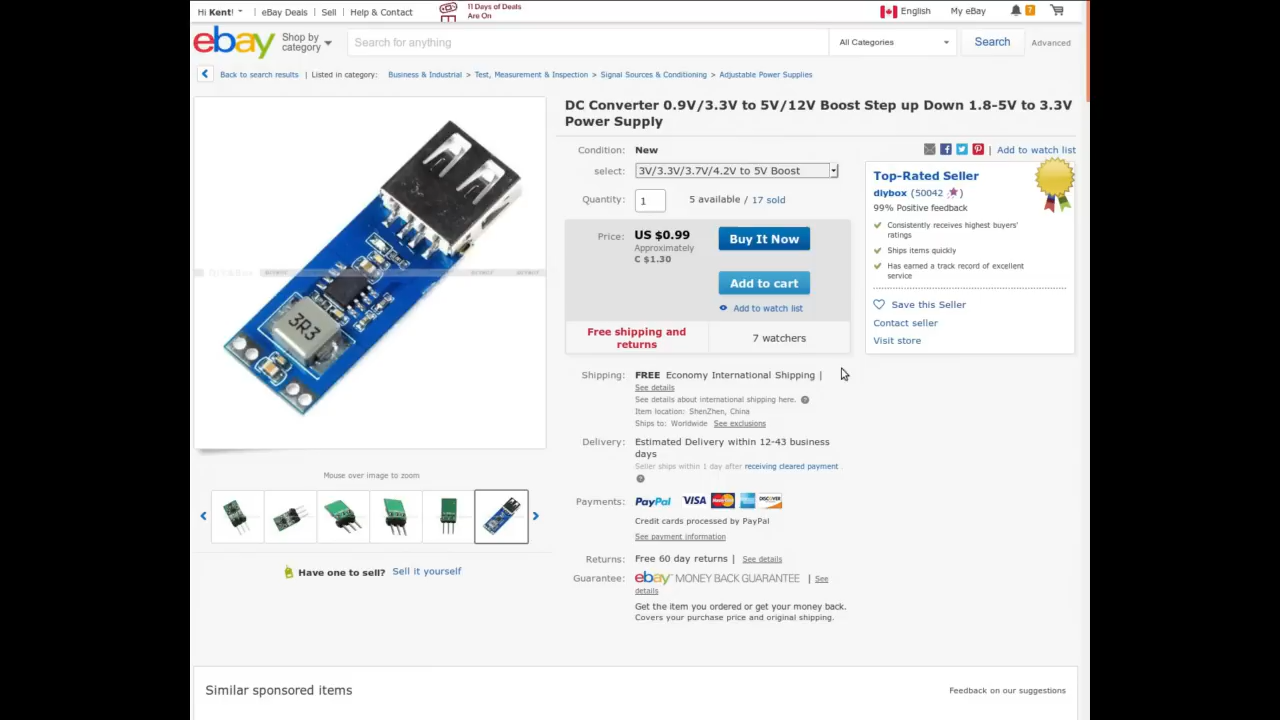 Hi Kent! | eBay Deals | Sell | Help & Contact
11 Days of Deals
Are On
English My eBay 7
ebay
Shop by
category
Search for anything
All Categories
Search
Advanced
Back to search results | Listed in category: Business & Industrial > Test, Measurement & Inspection > Signal Sources & Conditioning > Adjustable Power Supplies
3R3
Mouse over image to zoom
Have one to sell? Sell it yourself
DC Converter 0.9V/3.3V to 5V/12V Boost Step up Down 1.8-5V to 3.3V
Power Supply
Condition: New
| Add to watch list
select: 3V/3.3V/3.7V/4.2V to 5V Boost
Quantity: 1 5 available / 17 sold
Price: US $0.99
Approximately
C $1.30
Buy It Now
Add to cart
Add to watch list
Free shipping and
returns
7 watchers
Shipping: FREE Economy International Shipping |
See details
See details about international shipping here.
Item location: ShenZhen, China
Ships to: Worldwide See exclusions
Delivery: Estimated Delivery within 12-43 business
days
Seller ships within 1 day after receiving cleared payment
Payments: PayPal VISA DISCOVER
Credit cards processed by PayPal
See payment information
Returns: Free 60 day returns | See details
Guarantee: ebay MONEY BACK GUARANTEE | See
details
Get the item you ordered or get your money back.
Covers your purchase price and original shipping.
Top-Rated Seller
diybox (50042 )
99% Positive feedback
Consistently receives highest buyers'
ratings
Ships items quickly
Has earned a track record of excellent
service
Save this Seller
Contact seller
Visit store
Similar sponsored items
Feedback on our suggestions